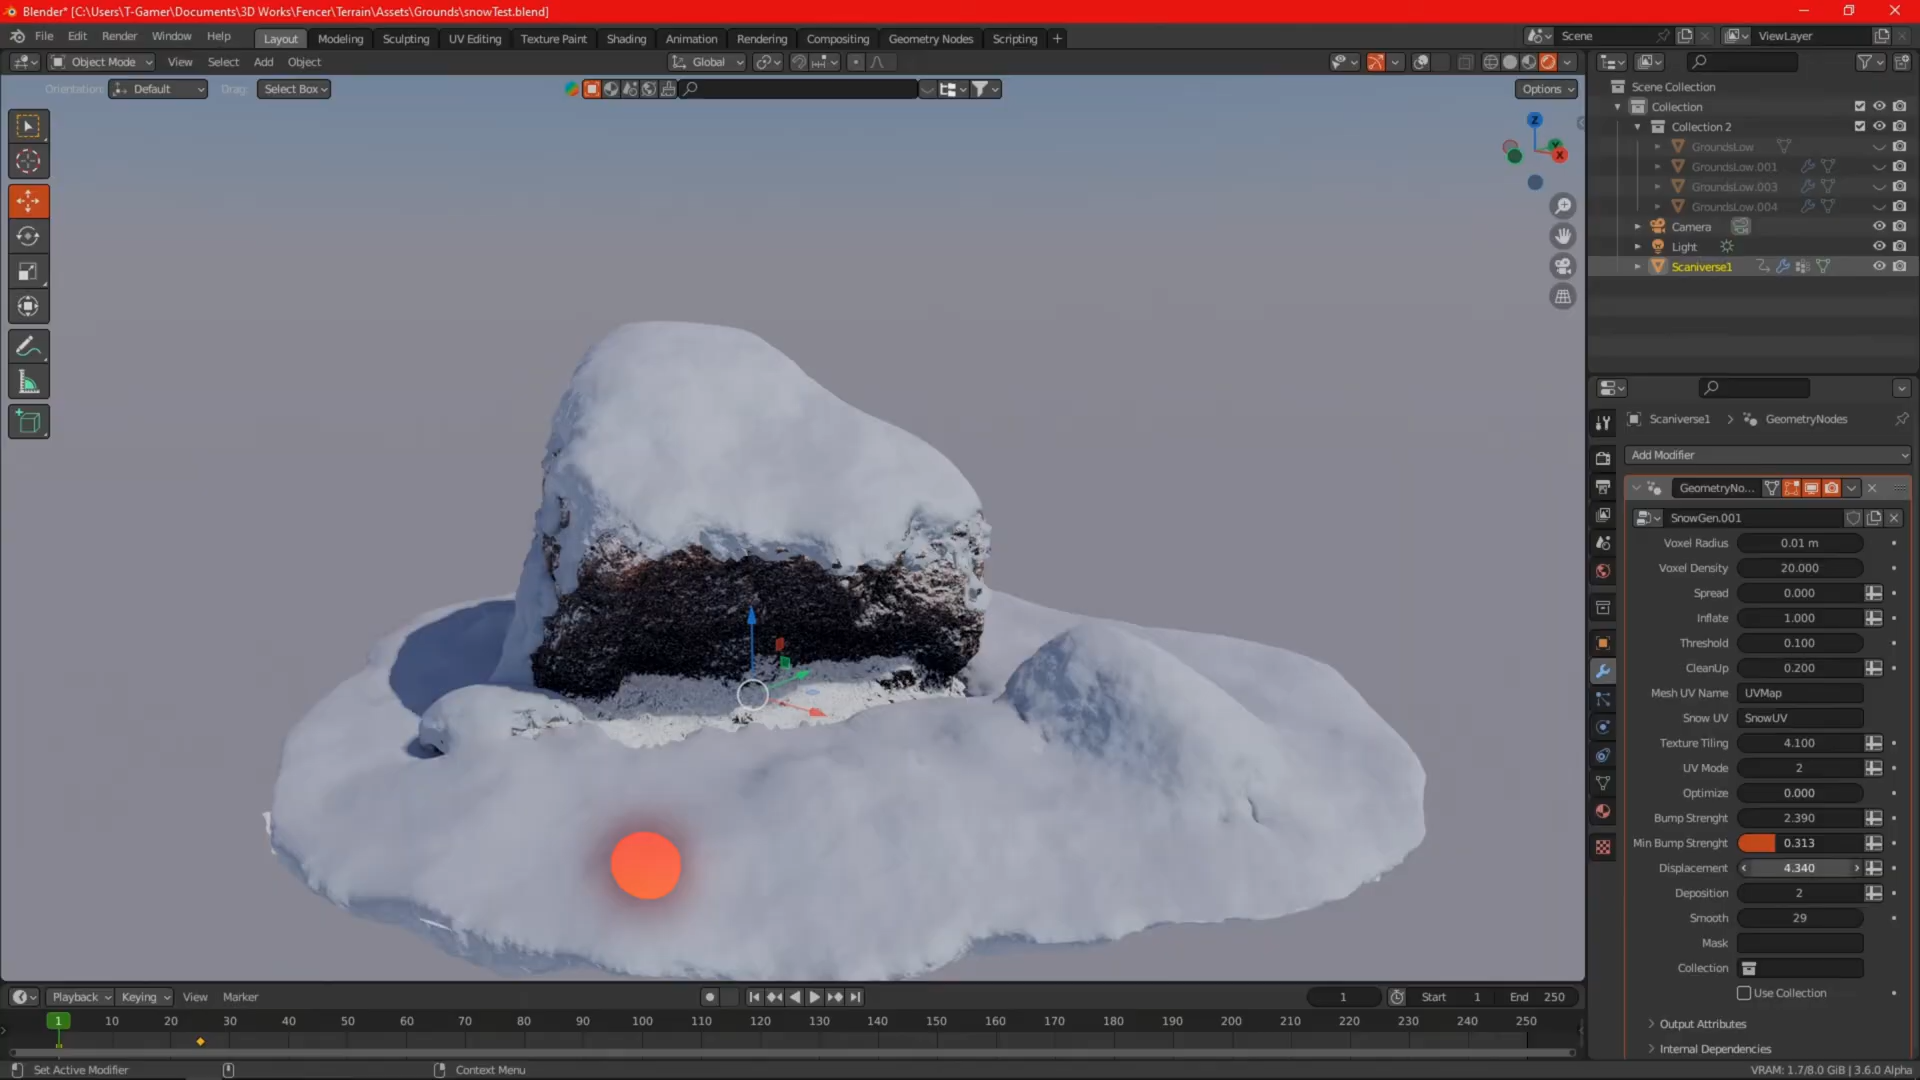 Blender* [C:\Users\T-Gamer\Documents\3D Works\Fencer\Terrain\Assets\Grounds\snowTest.blend]
File Edit Render Window Help Layout Modeling Sculpting UV Editing Texture Paint Shading Animation Rendering Compositing Geometry Nodes Scripting + Scene ViewLayer
Object Mode View Select Add Object Global
Orientation: Default Drag: Select Box Options
Scene Collection
Collection
Collection 2
GroundsLow
GroundsLow.001
GroundsLow.003
GroundsLow.004
Camera
Light
Scaniverse1
Z
Y
X
Scaniverse1 > GeometryNodes
Add Modifier
GeometryNo...
SnowGen.001
Voxel Radius 0.01 m
Voxel Density 20.000
Spread 0.000
Inflate 1.000
Threshold 0.100
CleanUp 0.200
Mesh UV Name UVMap
Snow UV SnowUV
Texture Tiling 4.100
UV Mode 2
Optimize 0.000
Bump Strenght 2.390
Min Bump Strenght 0.313
Displacement 4.340
Deposition 2
Smooth 29
Mask
Collection
Use Collection
Output Attributes
Internal Dependencies
Playback Keying View Marker 1 Start 1 End 250
1 10 20 30 40 50 60 70 80 90 100 110 120 130 140 150 160 170 180 190 200 210 220 230 240 250
Set Active Modifier Context Menu VRAM: 1.7/8.0 GiB | 3.6.0 Alpha